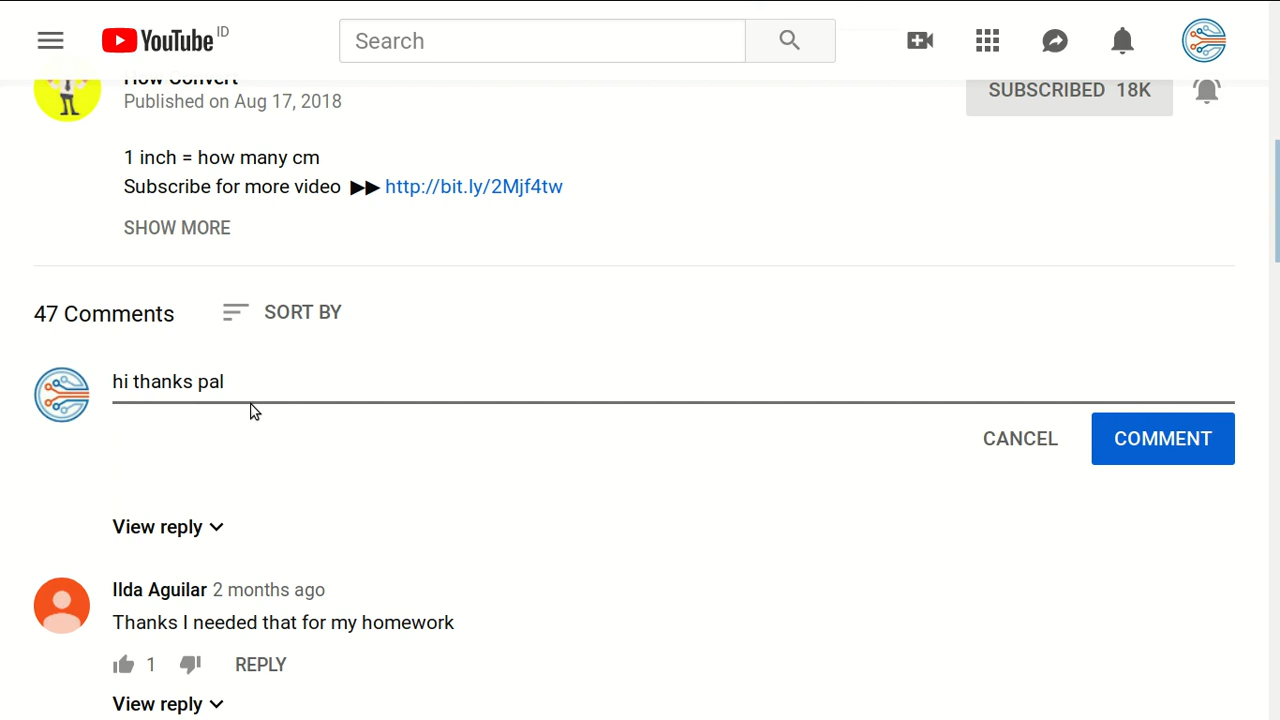 YouTube ID
Search
How Convert
Published on Aug 17, 2018
SUBSCRIBED 18K
1 inch = how many cm
Subscribe for more video ▶▶ http://bit.ly/2Mjf4tw
SHOW MORE
47 Comments
SORT BY
hi thanks pal
CANCEL
COMMENT
View reply
Ilda Aguilar 2 months ago
Thanks I needed that for my homework
1
REPLY
View reply